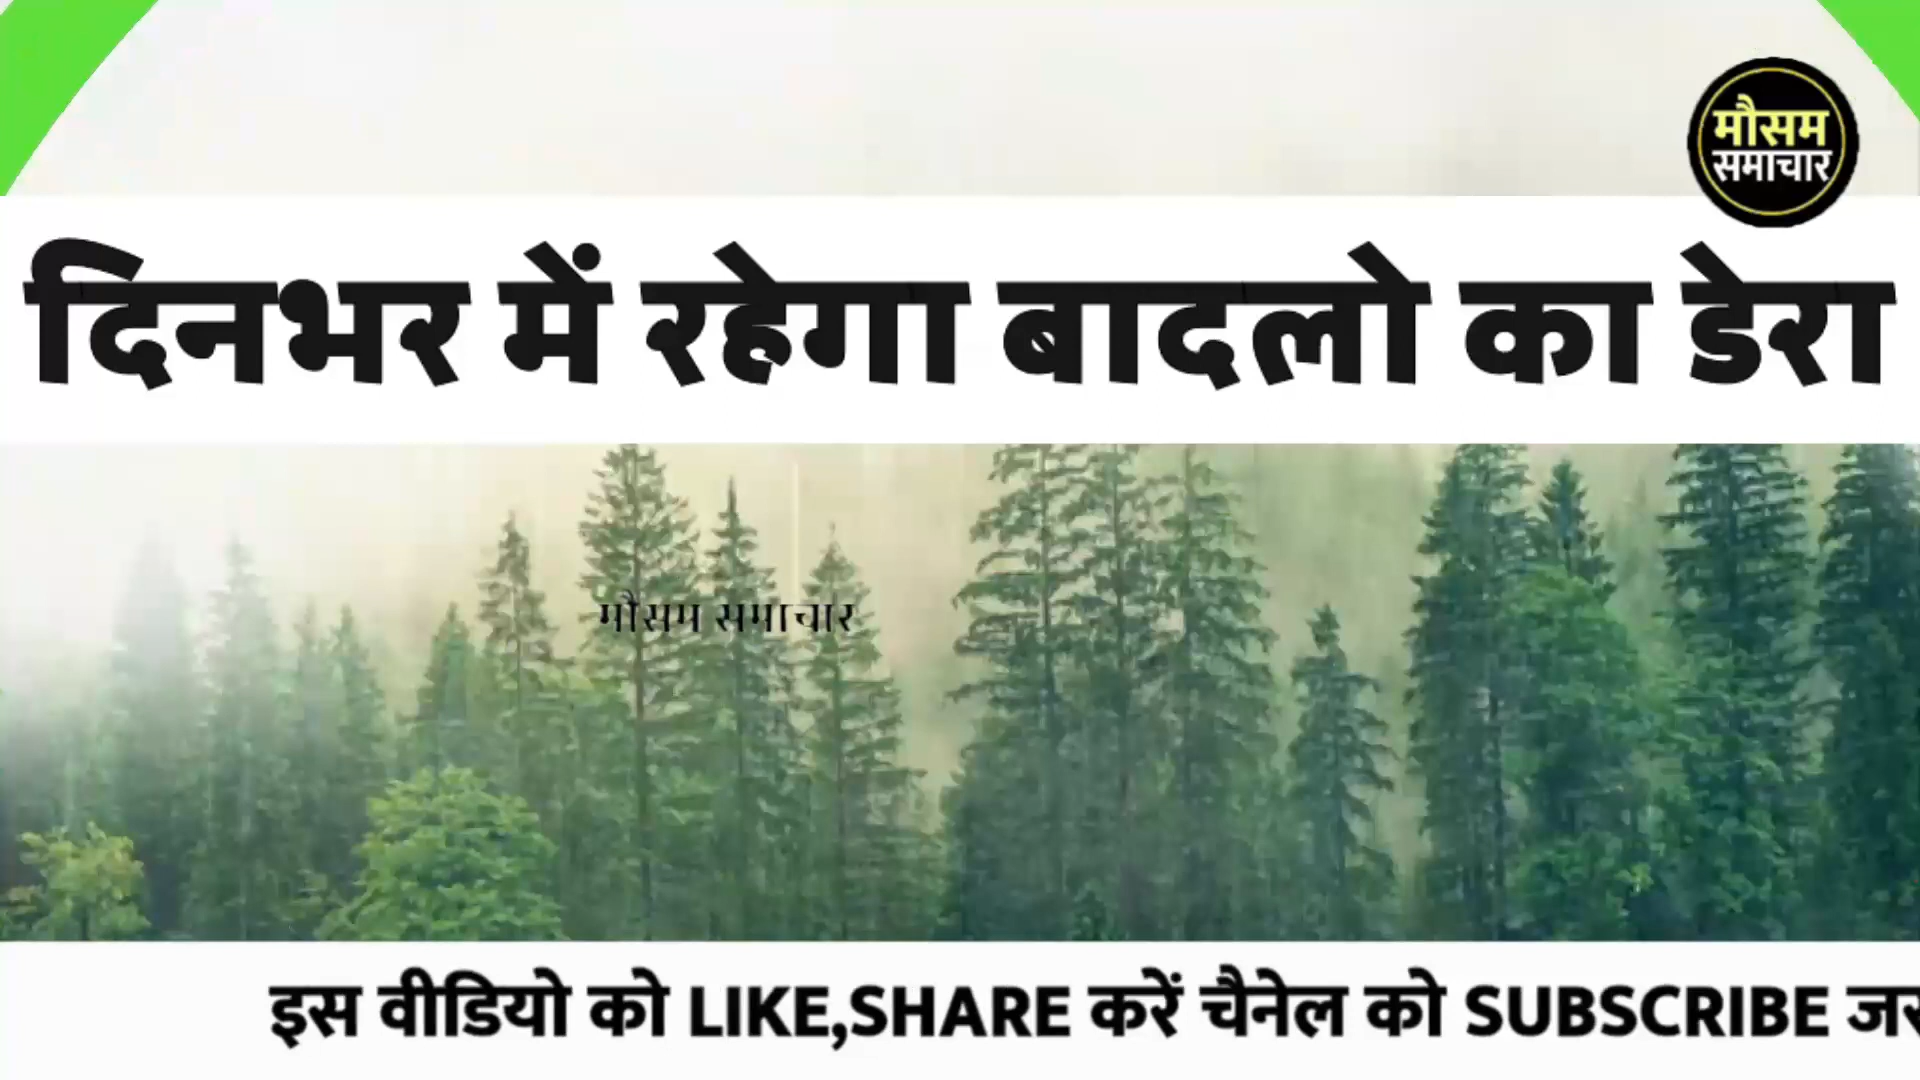 मौसम
समाचार
दिनभर में रहेगा बादलो का डेरा
मौसम समाचार
इस वीडियो को LIKE,SHARE करें चैनेल को SUBSCRIBE